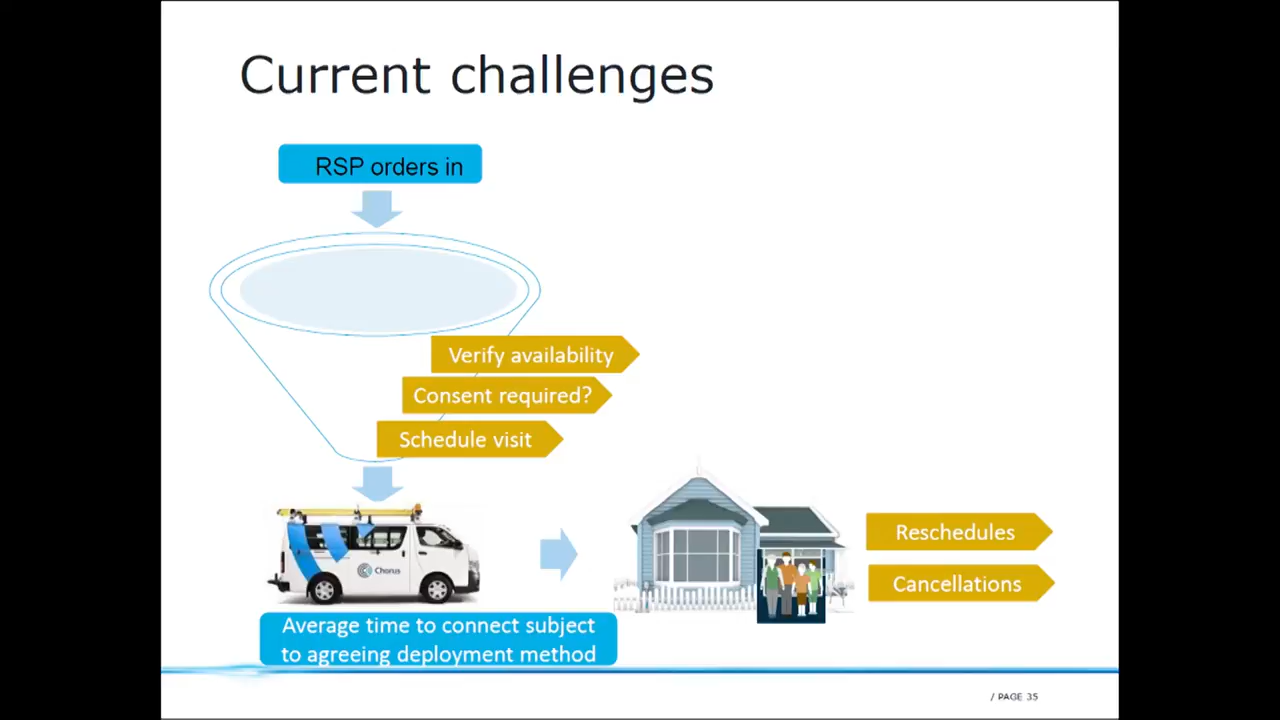 Current challenges
RSP orders in
Verify availability
Consent required?
Schedule visit
Chorus
Reschedules
Cancellations
Average time to connect subject
to agreeing deployment method
/ PAGE 35